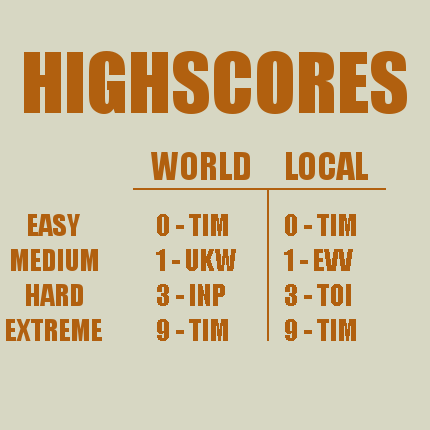 HIGHSCORES
WORLD LOCAL
EASY 0 - TIM 0 - TIM
MEDIUM 1 - UKW 1 - EVV
HARD 3 - INP 3 - TOI
EXTREME 9 - TIM 9 - TIM